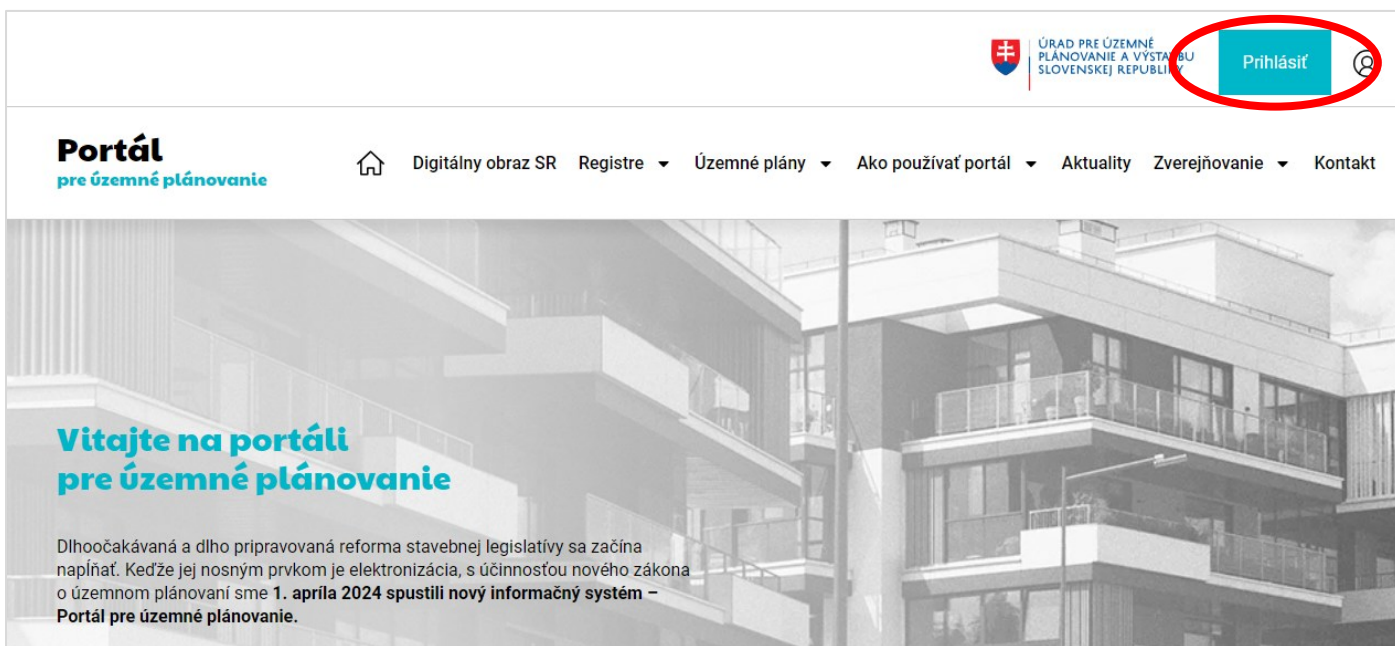 ÚRAD PRE ÚZEMNÉ
PLÁNOVANIE A VÝSTAVBU
SLOVENSKEJ REPUBLIKY
Prihlásiť
Portál
pre územné plánovanie
Digitálny obraz SR Registre Územné plány Ako používať portál Aktuality Zverejňovanie Kontakt
Vitajte na portáli
pre územné plánovanie
Dlhoočakávaná a dlho pripravovaná reforma stavebnej legislatívy sa začína
napĺňať. Keďže jej nosným prvkom je elektronizácia, s účinnosťou nového zákona
o územnom plánovaní sme 1. apríla 2024 spustili nový informačný systém –
Portál pre územné plánovanie.